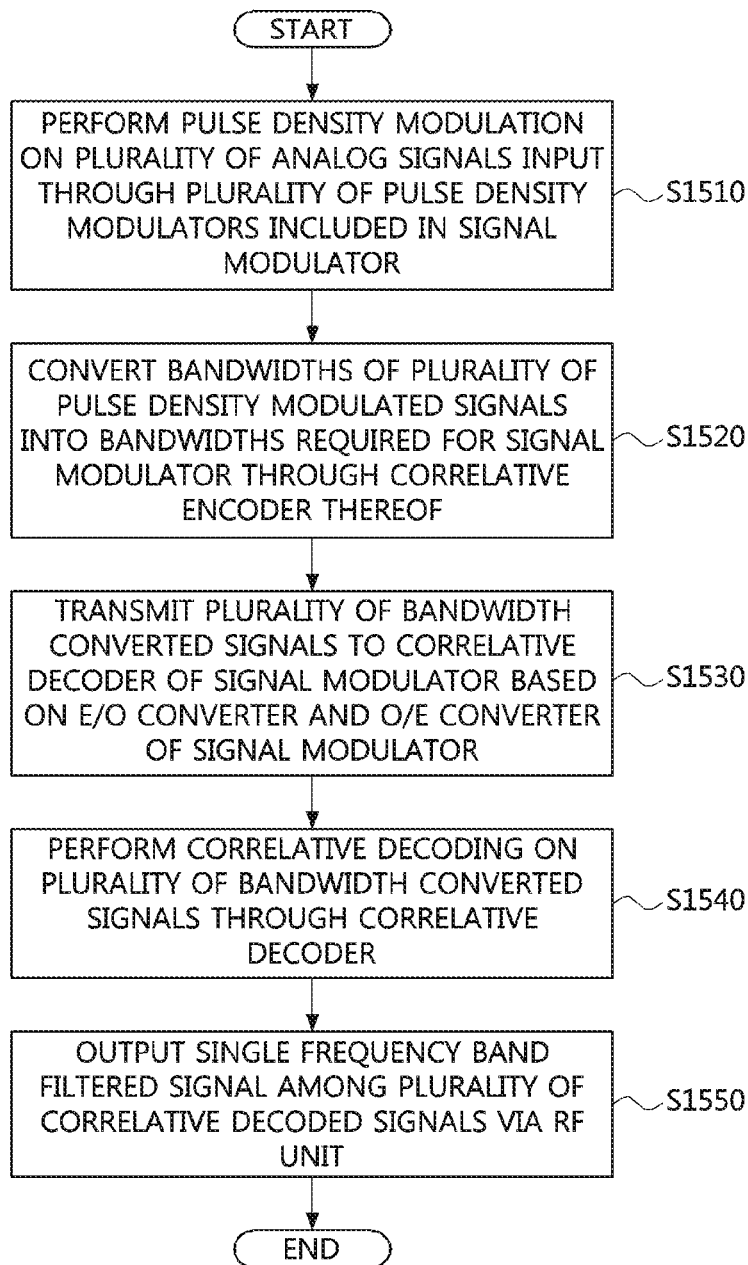 START
PERFORM PULSE DENSITY MODULATION
ON PLURALITY OF ANALOG SIGNALS INPUT
THROUGH PLURALITY OF PULSE DENSITY
MODULATORS INCLUDED IN SIGNAL
MODULATOR
S1510
CONVERT BANDWIDTHS OF PLURALITY OF
PULSE DENSITY MODULATED SIGNALS
INTO BANDWIDTHS REQUIRED FOR SIGNAL
MODULATOR THROUGH CORRELATIVE
ENCODER THEREOF
S1520
TRANSMIT PLURALITY OF BANDWIDTH
CONVERTED SIGNALS TO CORRELATIVE
DECODER OF SIGNAL MODULATOR BASED
ON E/O CONVERTER AND O/E CONVERTER
OF SIGNAL MODULATOR
S1530
PERFORM CORRELATIVE DECODING ON
PLURALITY OF BANDWIDTH CONVERTED
SIGNALS THROUGH CORRELATIVE
DECODER
S1540
OUTPUT SINGLE FREQUENCY BAND
FILTERED SIGNAL AMONG PLURALITY OF
CORRELATIVE DECODED SIGNALS VIA RF
UNIT
S1550
END